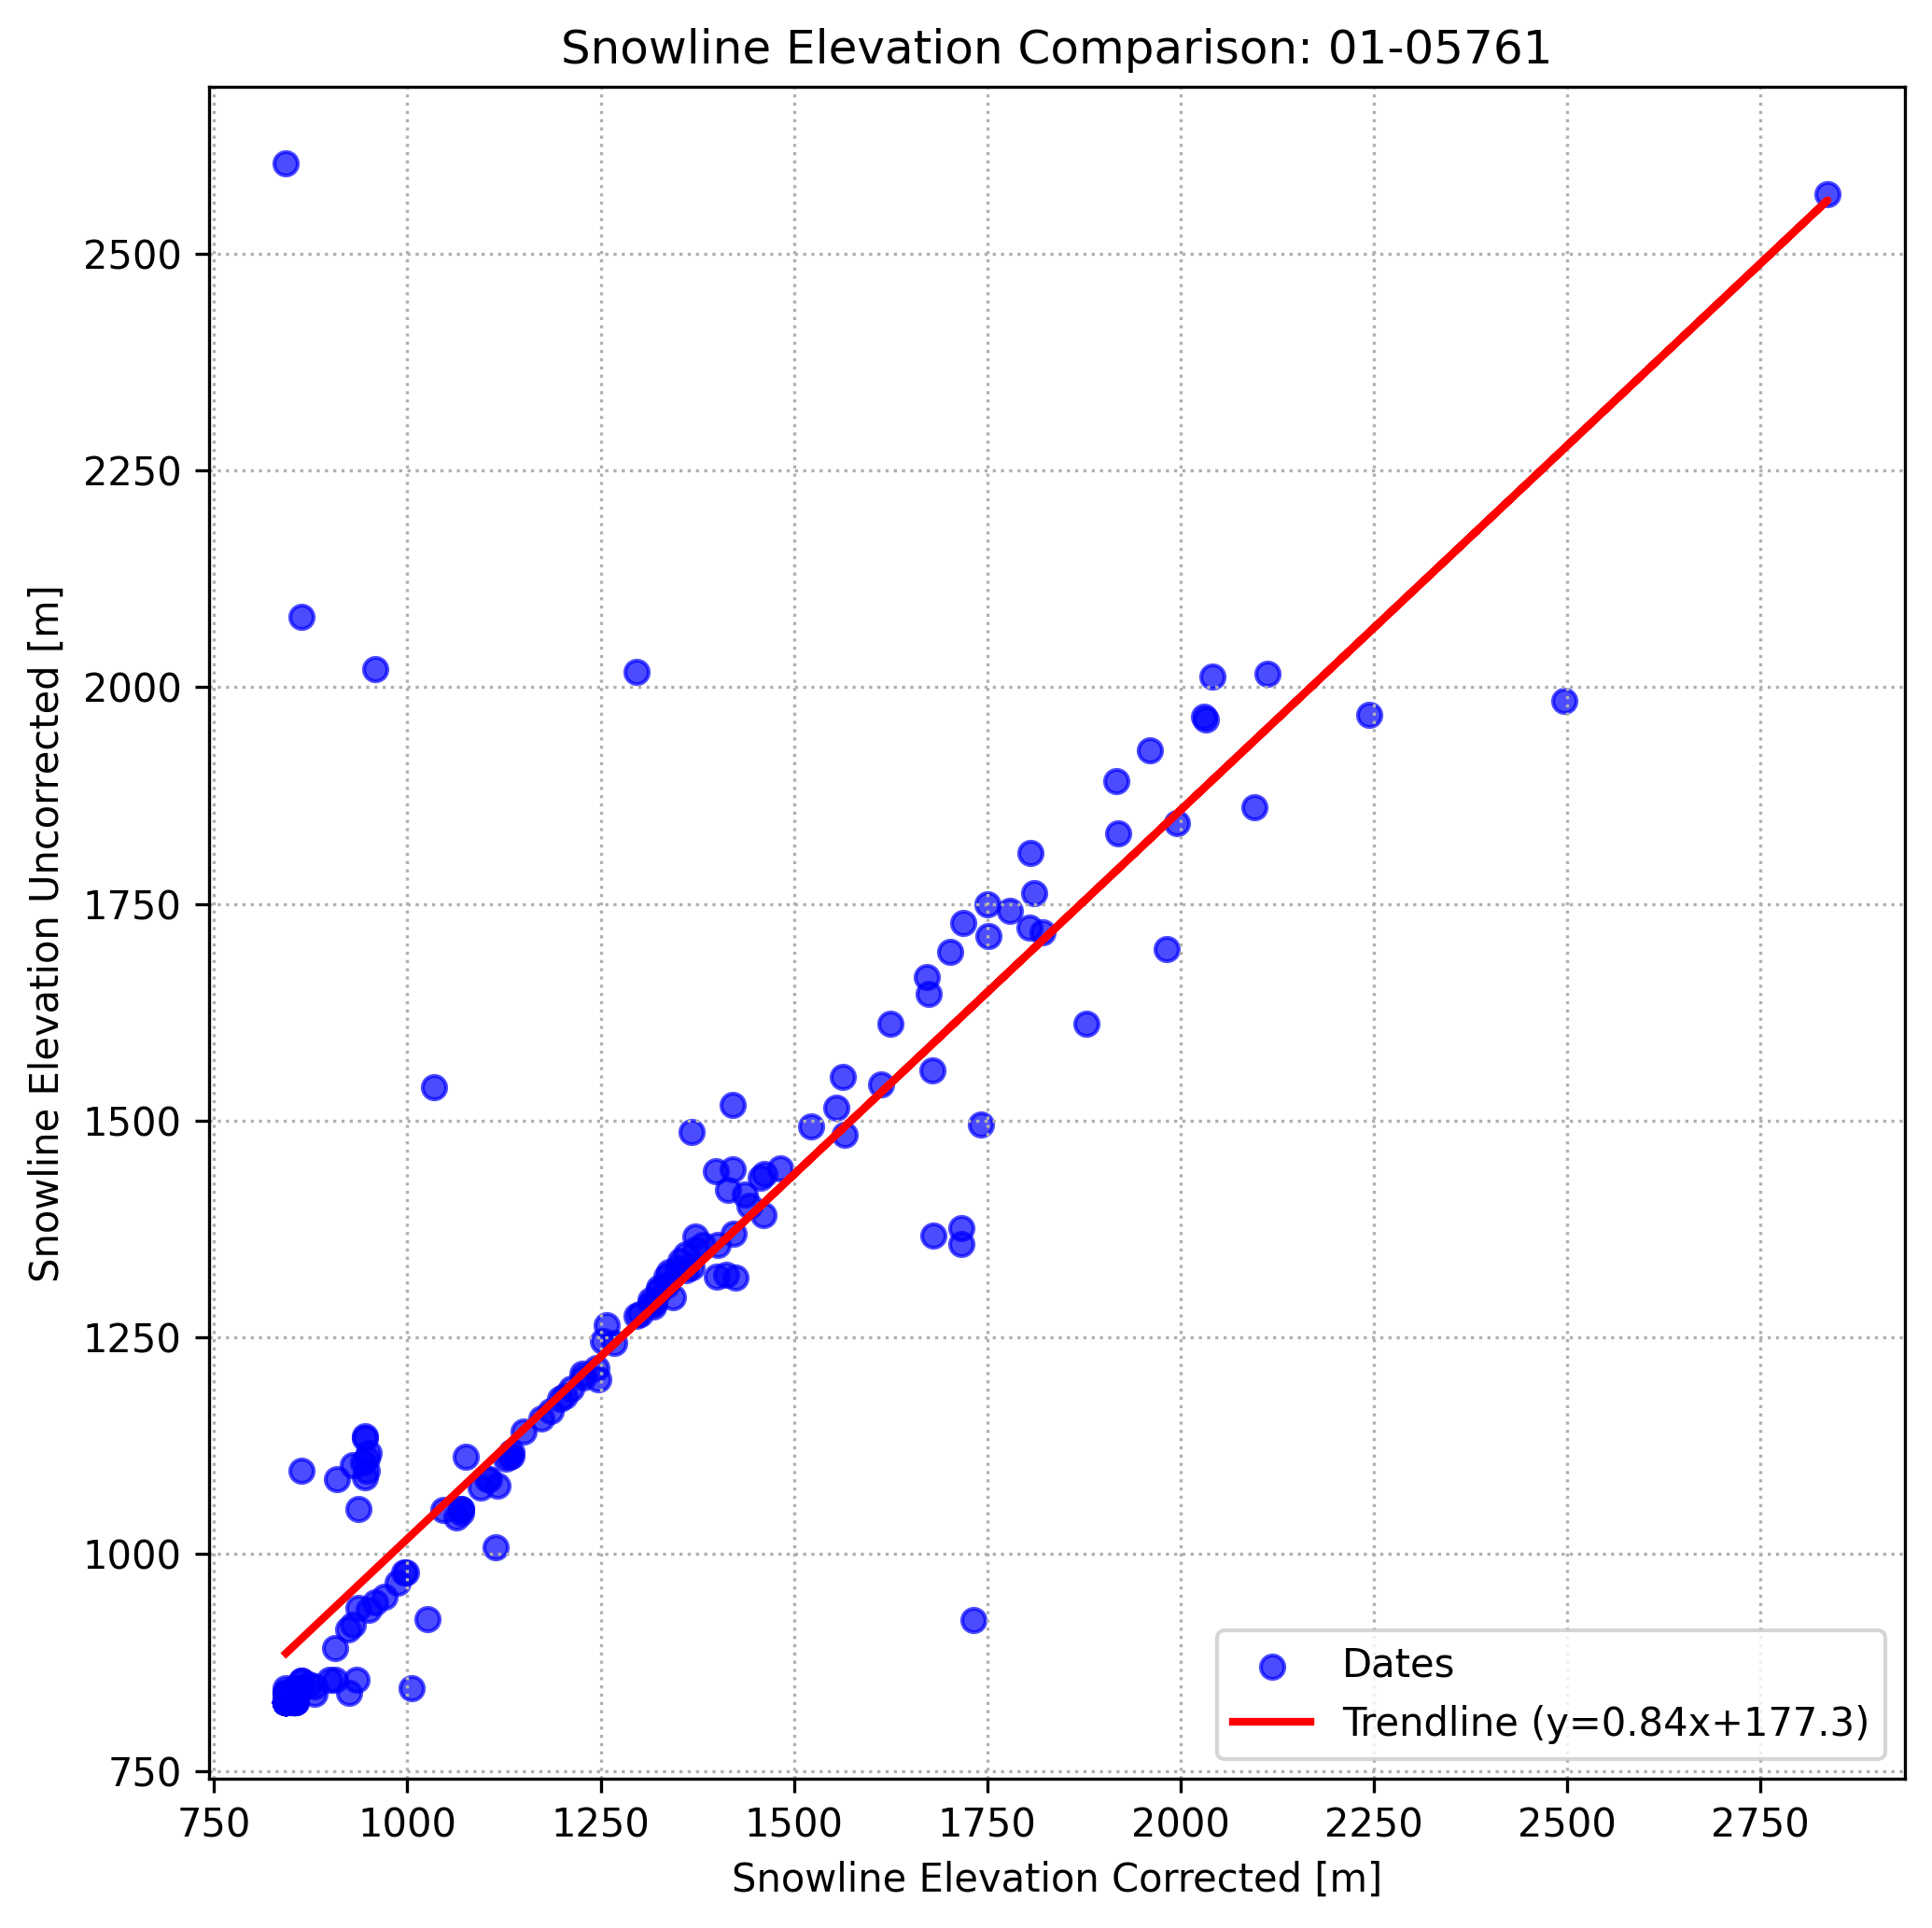 Snowline Elevation Comparison: 01-05761
Snowline Elevation Uncorrected [m]
2500
2250
2000
1750
1500
1250
1000
750
750 1000 1250 1500 1750 2000 2250 2500 2750
Snowline Elevation Corrected [m]
Dates
Trendline (y=0.84x+177.3)